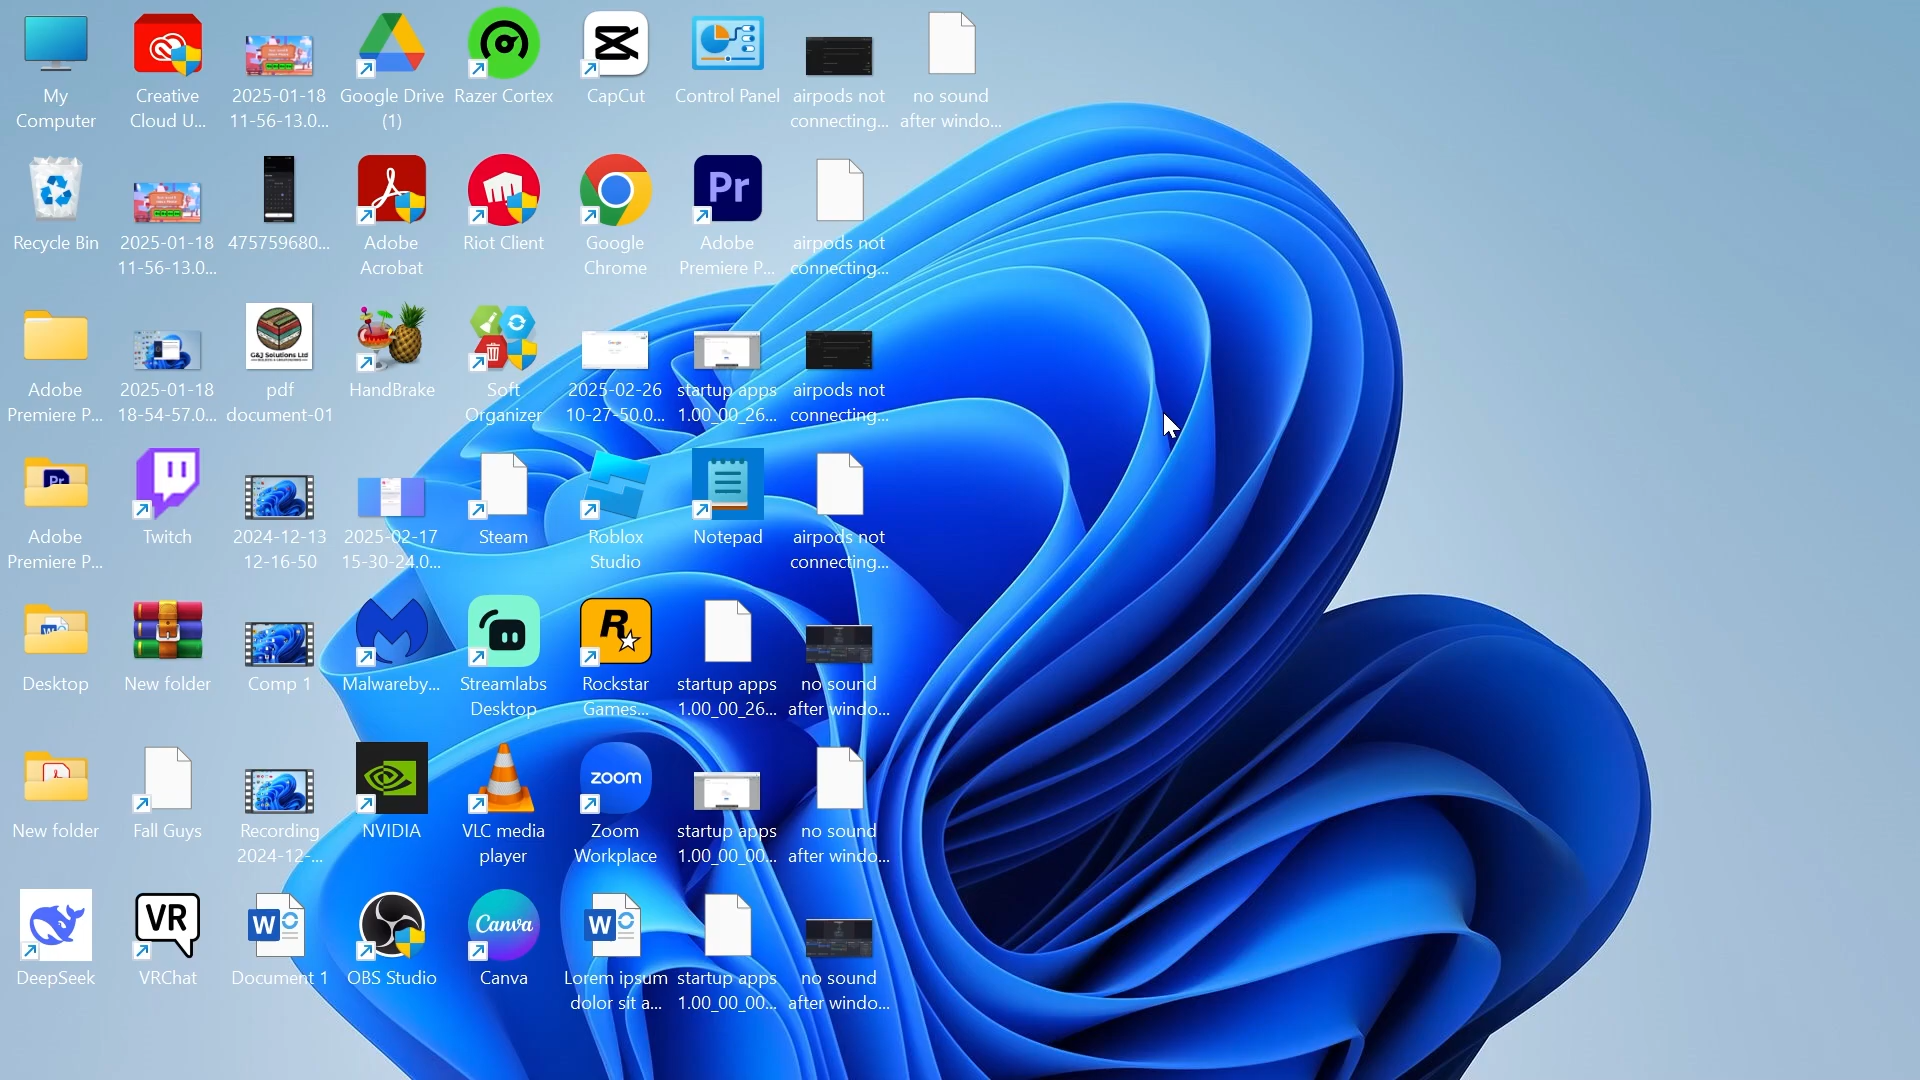 My
Computer
Creative
Cloud U...
2025-01-18
11-56-13.0...
Google Drive
(1)
Razer Cortex
CapCut
Control Panel
airpods not
connecting...
no sound
after windo...
Recycle Bin
2025-01-18
11-56-13.0...
475759680...
Adobe
Acrobat
Riot Client
Google
Chrome
Pr
Adobe
Premiere P...
airpods not
connecting...
Adobe
Premiere P...
2025-01-18
18-54-57.0...
G&J Solutions Ltd
pdf
document-01
HandBrake
Soft
Organizer
2025-02-26
10-27-50.0...
startup apps
1.00_00_26...
airpods not
connecting...
Pr
Adobe
Premiere P...
Twitch
2024-12-13
12-16-50
2025-02-17
15-30-24.0...
Steam
Roblox
Studio
Notepad
airpods not
connecting...
W
Desktop
New folder
Comp 1
Malwareby...
Streamlabs
Desktop
R
Rockstar
Games...
startup apps
1.00_00_26...
no sound
after windo...
New folder
Fall Guys
Recording
2024-12-...
NVIDIA
VLC media
player
zoom
Zoom
Workplace
startup apps
1.00_00_00...
no sound
after windo...
DeepSeek
VR
VRChat
W
Document 1
OBS Studio
Canva
Canva
W
Lorem ipsum
dolor sit a...
startup apps
1.00_00_00...
no sound
after windo...